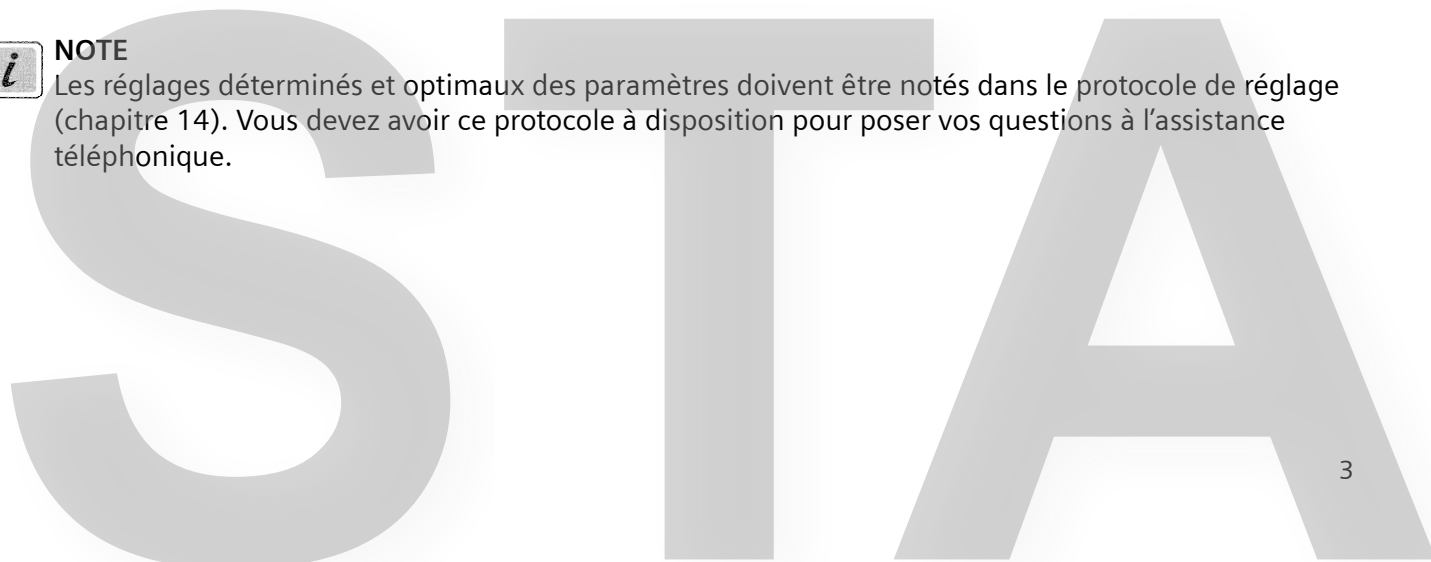 NOTE
Les réglages déterminés et optimaux des paramètres doivent être notés dans le protocole de réglage
(chapitre 14). Vous devez avoir ce protocole à disposition pour poser vos questions à l'assistance
téléphonique.
STA
i
3